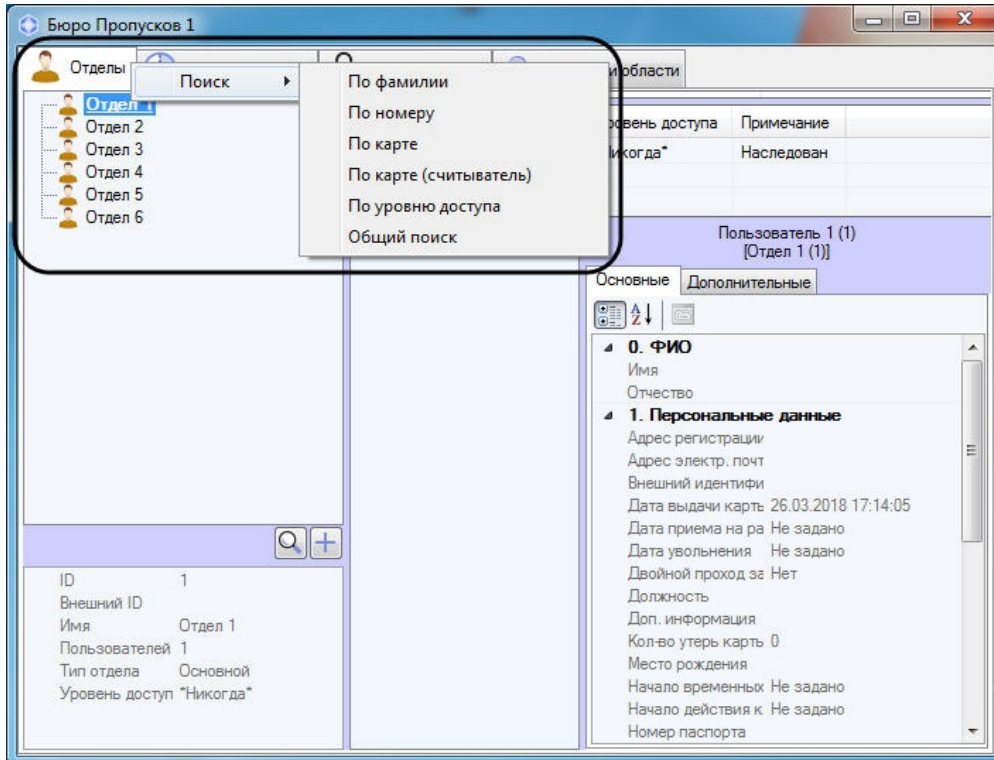 Бюро Пропусков 1
Отделы
области
Поиск
По фамилии
По номеру
По карте
По карте (считыватель)
По уровню доступа
Общий поиск
Отдел 1
Отдел 2
Отдел 3
Отдел 4
Отдел 5
Отдел 6
доступа Примечание
Наследован
Пользователь 1 (1)
[Отдел 1 (1)]
Основные Дополнительные
0. ФИО
Имя
Отчество
1. Персональные данные
Адрес регистрации
Адрес электр. почт
Внешний иденTифи
Дата выдачи карть 26.03.2018 17:14:05
Дата приема на ра Не задано
Дата увольнения Не задано
Двойной проход за Нет
Должность
Доп. информация
Кол-во утерь карть 0
Место рождения
Начало временных Не задано
Начало действия к Не задано
Номер паспорта
ID 1
Внешний ID
Имя Отдел 1
Пользователей 1
Тип отдела Основной
Уровень доступ *Никогда*